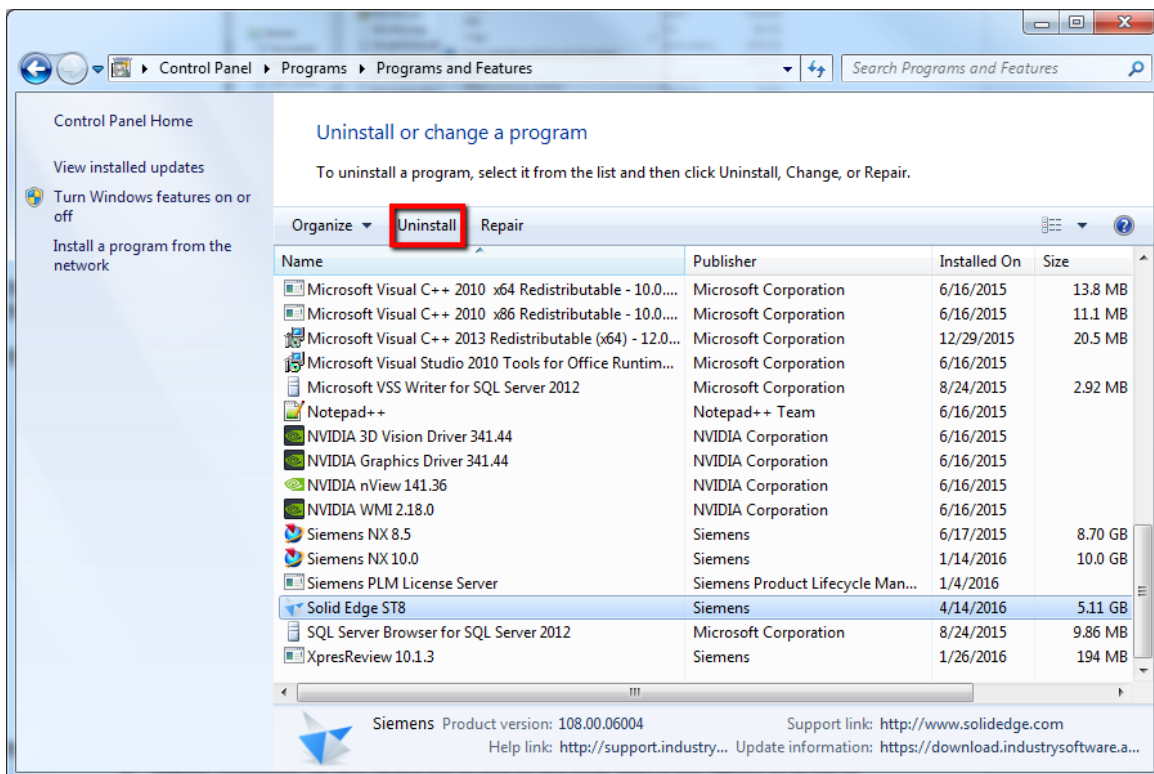 Control Panel Programs Programs and Features Search Programs and Features
Control Panel Home
View installed updates
Turn Windows features on or
off
Install a program from the
network
Uninstall or change a program
To uninstall a program, select it from the list and then click Uninstall, Change, or Repair.
Organize Uninstall Repair
Name Publisher Installed On Size
Microsoft Visual C++ 2010 x64 Redistributable - 10.0.... Microsoft Corporation 6/16/2015 13.8 MB
Microsoft Visual C++ 2010 x86 Redistributable - 10.0.... Microsoft Corporation 6/16/2015 11.1 MB
Microsoft Visual C++ 2013 Redistributable (x64) - 12.0... Microsoft Corporation 12/29/2015 20.5 MB
Microsoft Visual Studio 2010 Tools for Office Runtim... Microsoft Corporation 6/16/2015
Microsoft VSS Writer for SQL Server 2012 Microsoft Corporation 8/24/2015 2.92 MB
Notepad++ Notepad++ Team 6/16/2015
NVIDIA 3D Vision Driver 341.44 NVIDIA Corporation 6/16/2015
NVIDIA Graphics Driver 341.44 NVIDIA Corporation 6/16/2015
NVIDIA nView 141.36 NVIDIA Corporation 6/16/2015
NVIDIA WMI 2.18.0 NVIDIA Corporation 6/16/2015
Siemens NX 8.5 Siemens 6/17/2015 8.70 GB
Siemens NX 10.0 Siemens 1/14/2016 10.0 GB
Siemens PLM License Server Siemens Product Lifecycle Man... 1/4/2016
Solid Edge ST8 Siemens 4/14/2016 5.11 GB
SQL Server Browser for SQL Server 2012 Microsoft Corporation 8/24/2015 9.86 MB
XpresReview 10.1.3 Siemens 1/26/2016 194 MB
Siemens Product version: 108.00.06004 Support link: http://www.solidedge.com
Help link: http://support.industry... Update information: https://download.industrysoftware.a...